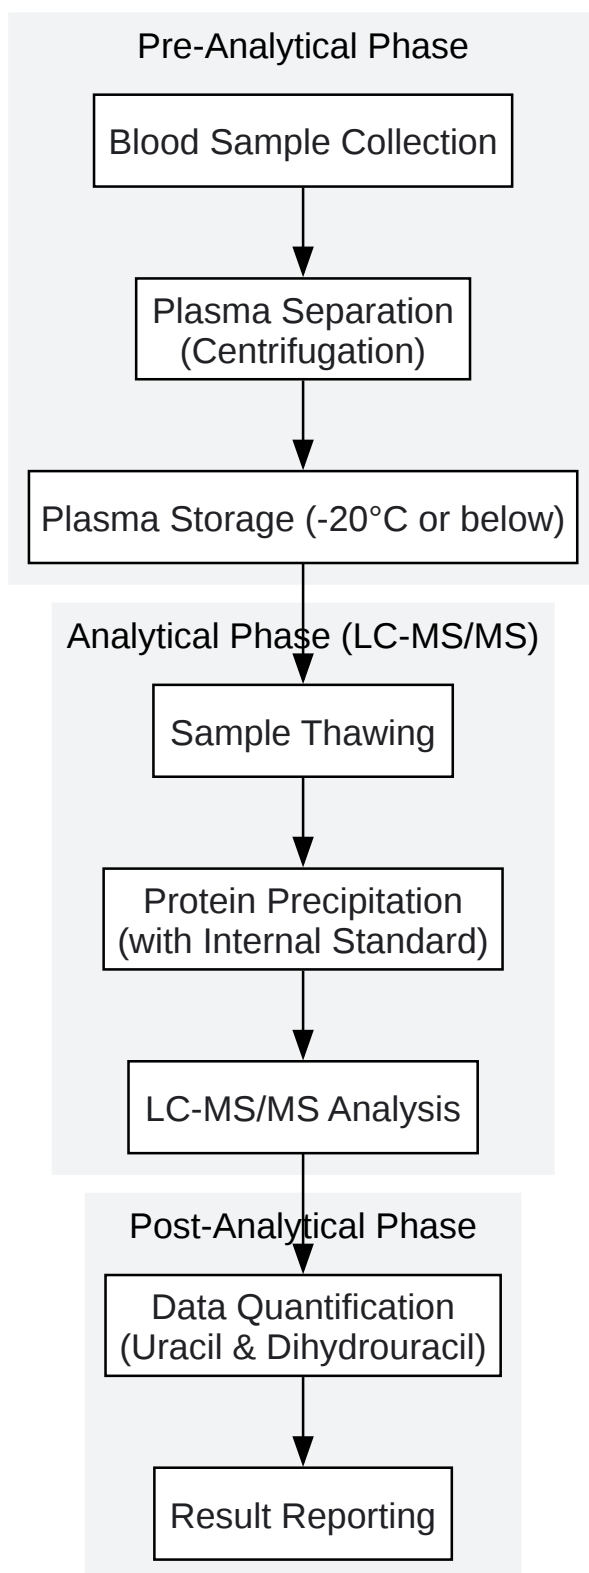 Pre-Analytical Phase
Blood Sample Collection
Plasma Separation
(Centrifugation)
Plasma Storage (-20°C or below)
Analytical Phase (LC-MS/MS)
Sample Thawing
Protein Precipitation
(with Internal Standard)
LC-MS/MS Analysis
Post-Analytical Phase
Data Quantification
(Uracil & Dihydrouracil)
Result Reporting